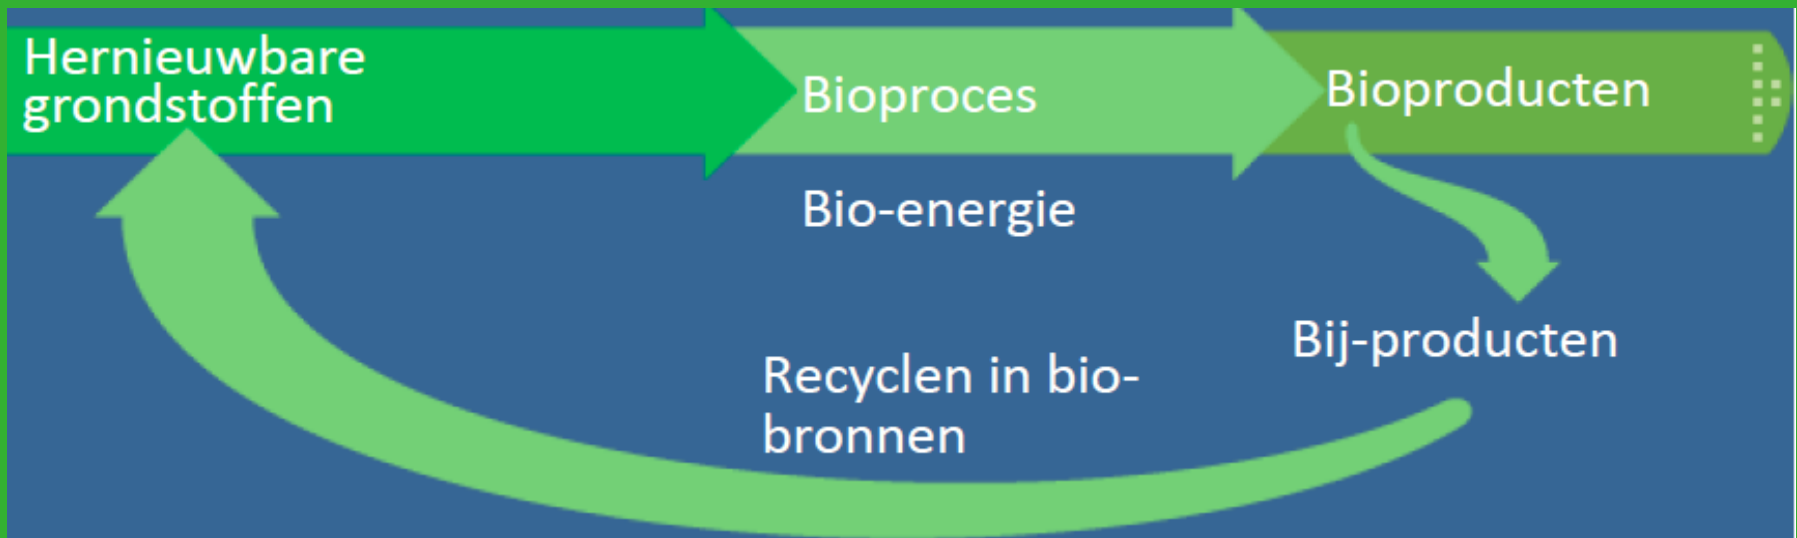 Hernieuwbare
grondstoffen
Bioproces
Bioproducten
Bio-energie
Bij-producten
Recyclen in bio-
bronnen